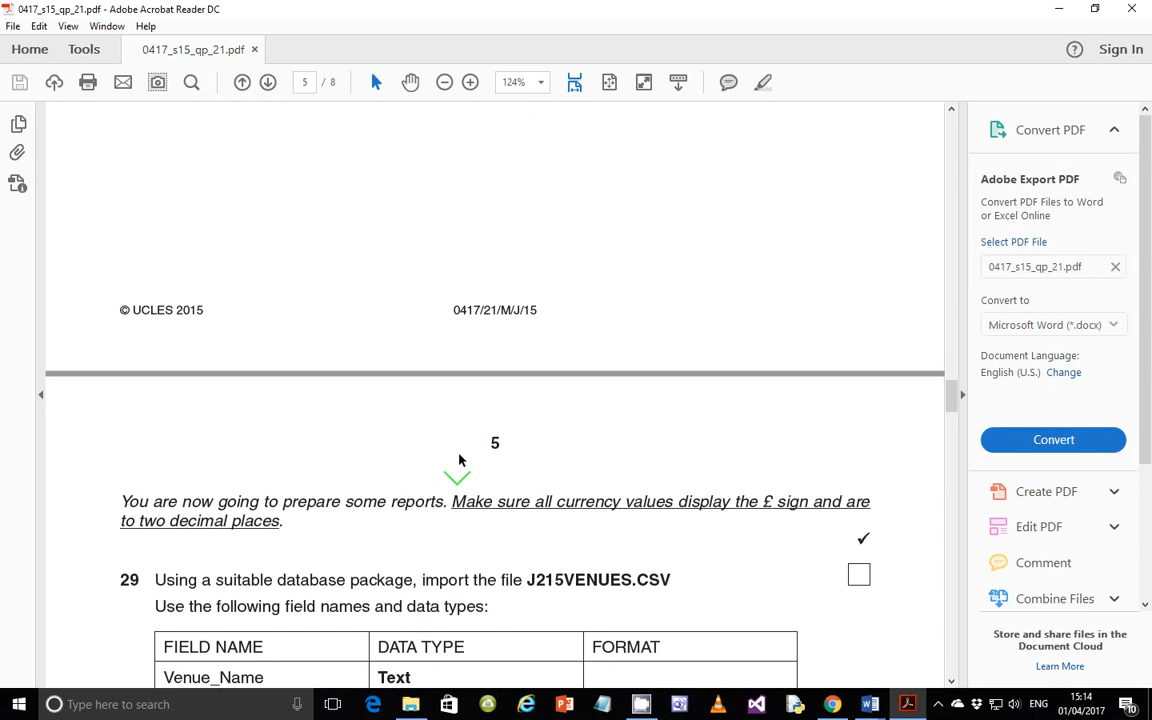 0417_s15_qp_21.pdf - Adobe Acrobat Reader DC
File Edit View Window Help
Home Tools 0417_s15_qp_21.pdf × Sign In
5 / 8 124%
Convert PDF
Adobe Export PDF
Convert PDF Files to Word
or Excel Online
Select PDF File
0417_s15_qp_21.pdf
Convert to
Microsoft Word (*.docx)
Document Language:
English (U.S.) Change
Convert
Create PDF
Edit PDF
Comment
Combine Files
Store and share files in the
Document Cloud
Learn More
© UCLES 2015 0417/21/M/J/15
5
You are now going to prepare some reports. Make sure all currency values display the £ sign and are
to two decimal places.
✓
29 Using a suitable database package, import the file J215VENUES.CSV
Use the following field names and data types:
FIELD NAME DATA TYPE FORMAT
Venue_Name Text
Type here to search
ENG
15:14
01/04/2017
10